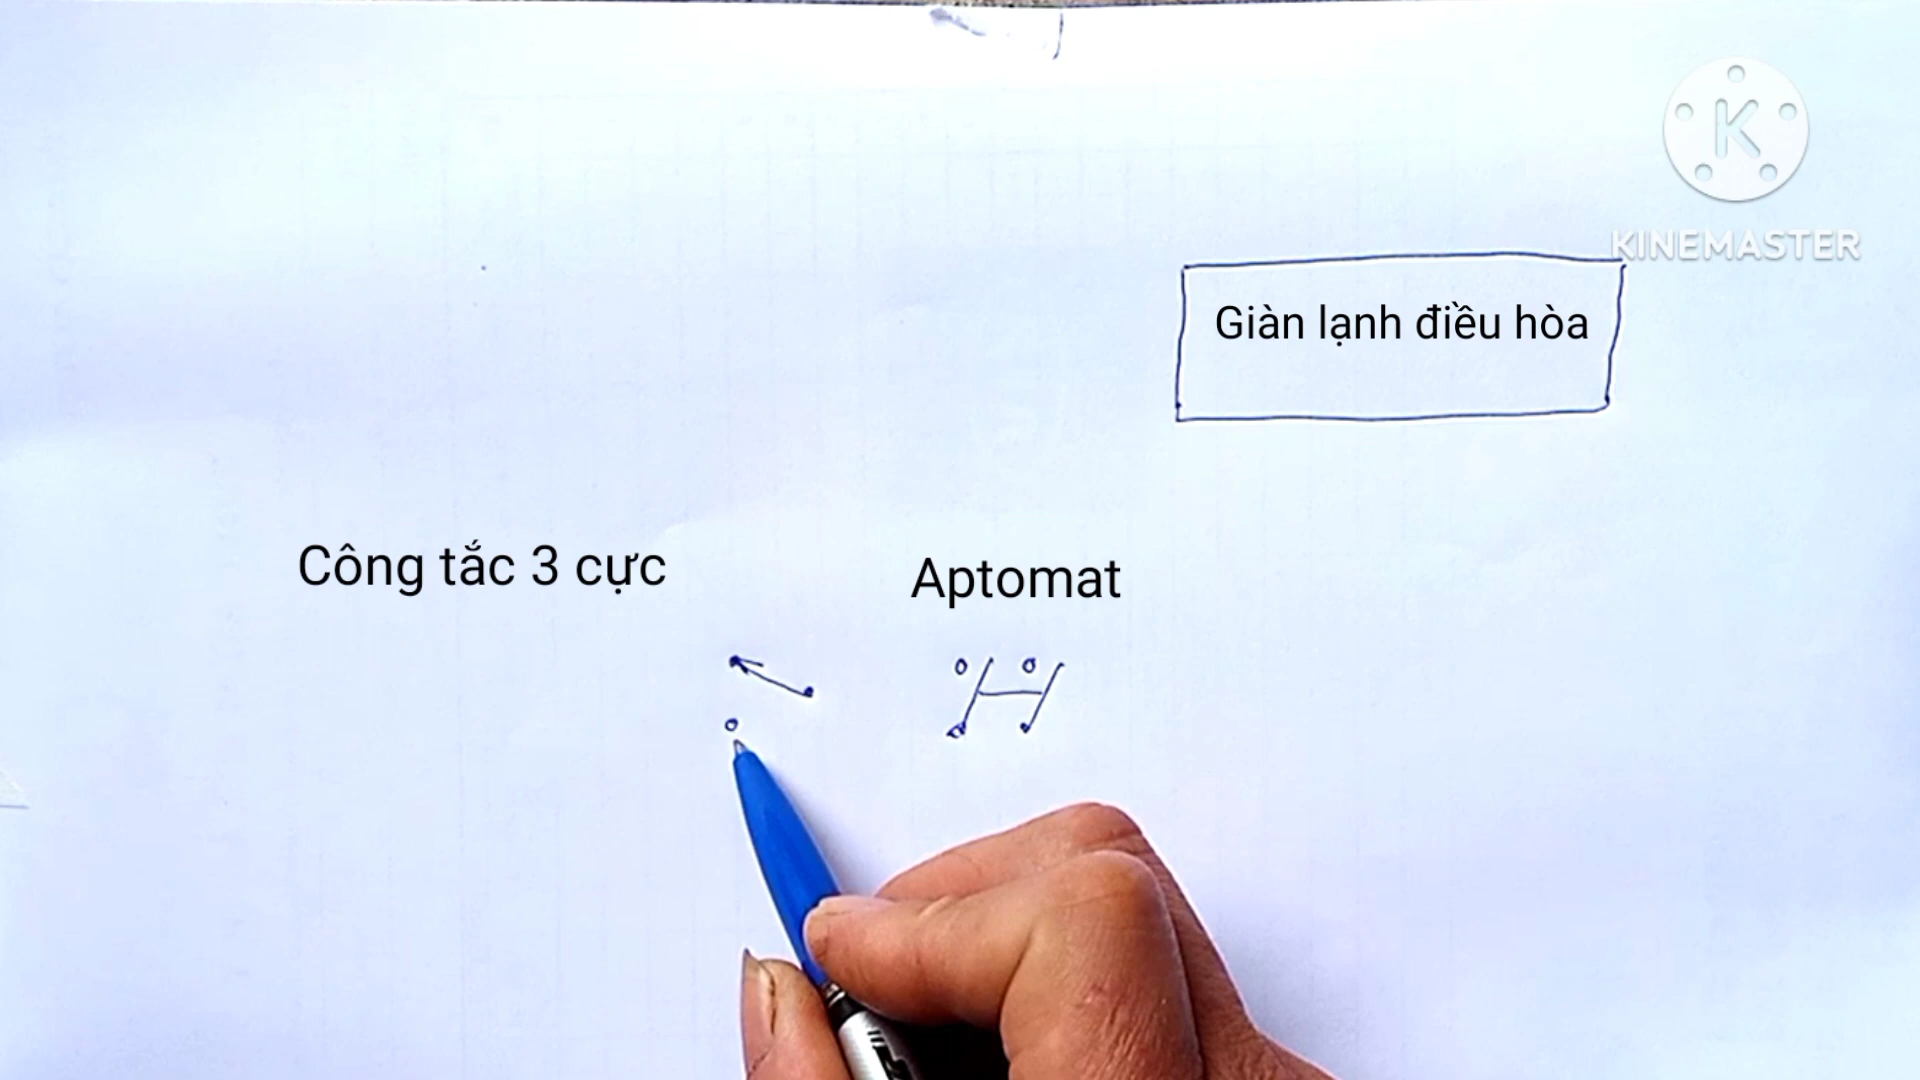 K
KINEMASTER
Giàn lạnh điều hòa
Công tắc 3 cực
Aptomat